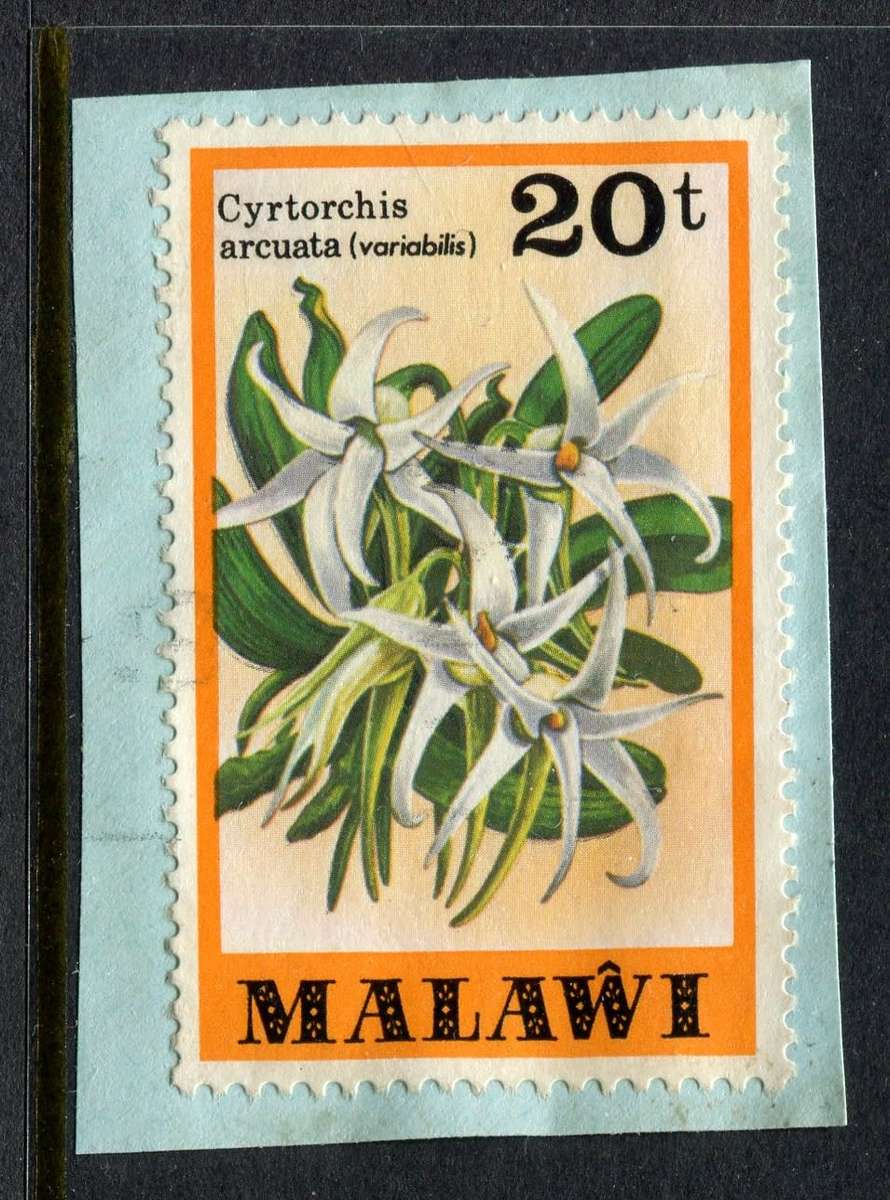 Cyrtorchis 20t
arcuata (variabilis)
MALAŴI